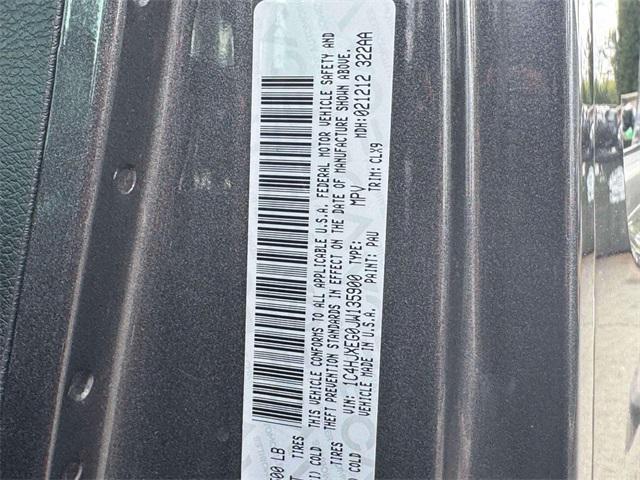 00 LB
TIRES
COLD
TIRES
COLD
THIS VEHICLE CONFORMS TO ALL APPLICABLE U.S.A. FEDERAL MOTOR VEHICLE SAFETY AND
THEFT PREVENTION STANDARDS IN EFFECT ON THE DATE OF MANUFACTURE SHOWN ABOVE.
VIN: 1C4HJXEG0JW135900 TYPE: MPV MDH:021212 322AA
VEHICLE MADE IN U.S.A. PAINT: PAU TRIM: CLX9